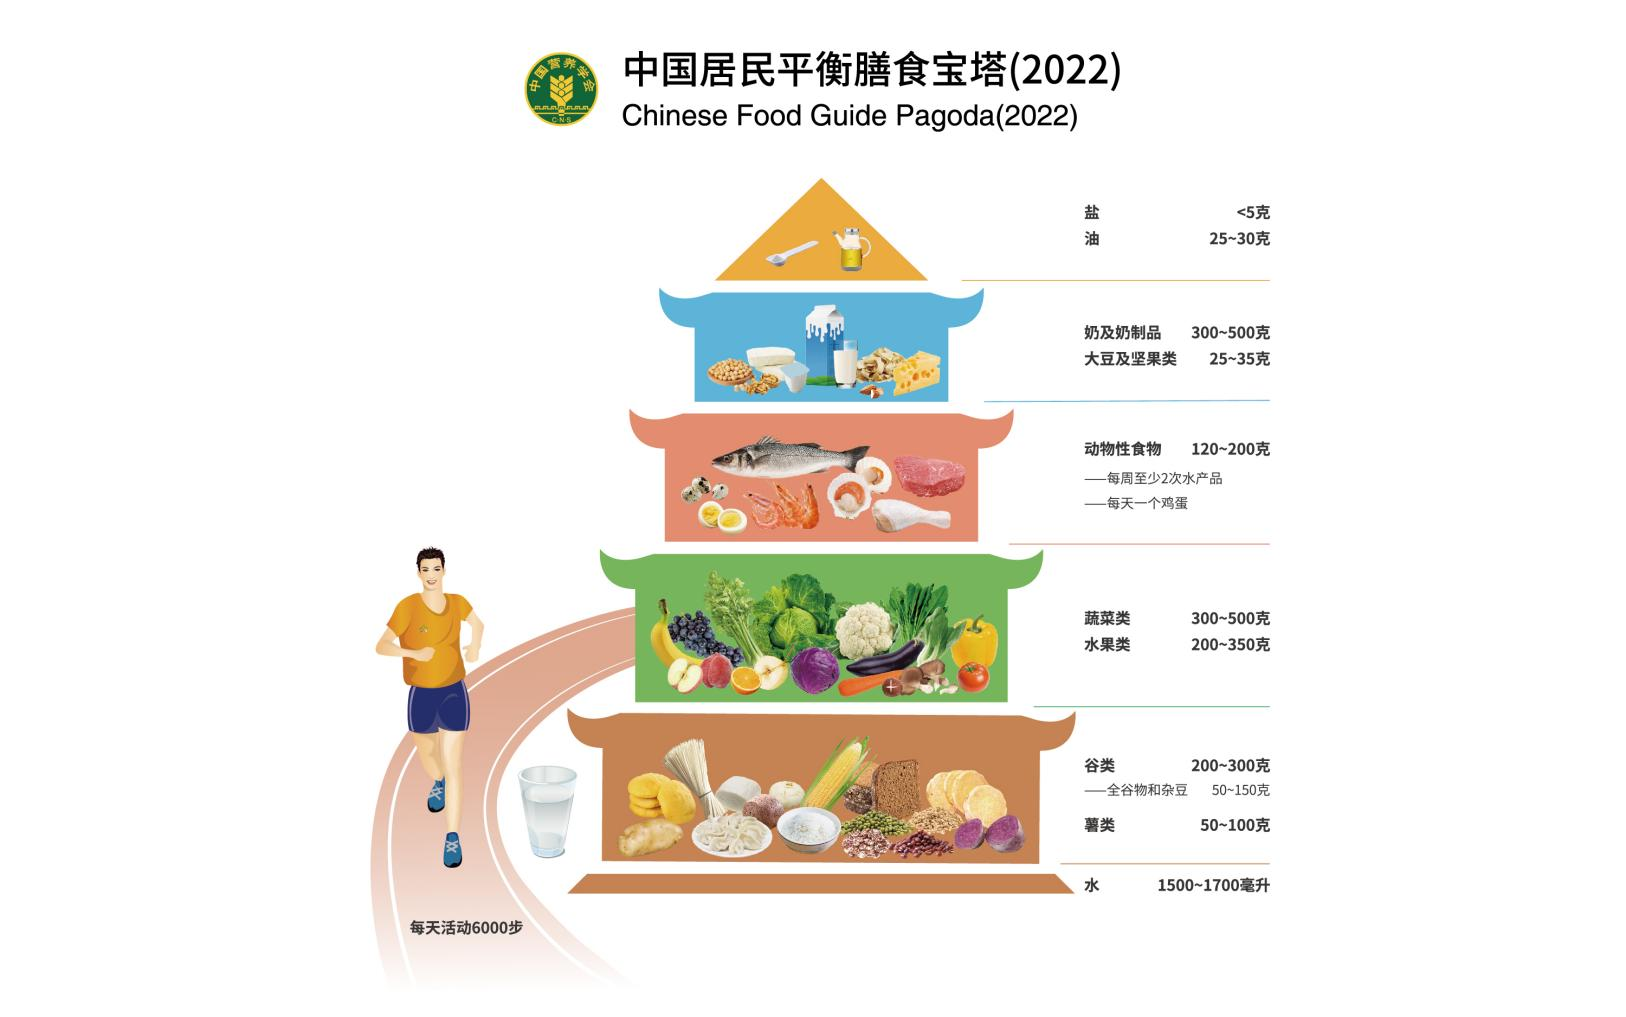 中国营养学会
C·N·S
中国居民平衡膳食宝塔(2022)
Chinese Food Guide Pagoda(2022)
盐 <5克
油 25~30克
奶及奶制品 300~500克
大豆及坚果类 25~35克
动物性食物 120~200克
——每周至少2次水产品
——每天一个鸡蛋
蔬菜类 300~500克
水果类 200~350克
谷类 200~300克
——全谷物和杂豆 50~150克
薯类 50~100克
水 1500~1700毫升
每天活动6000步